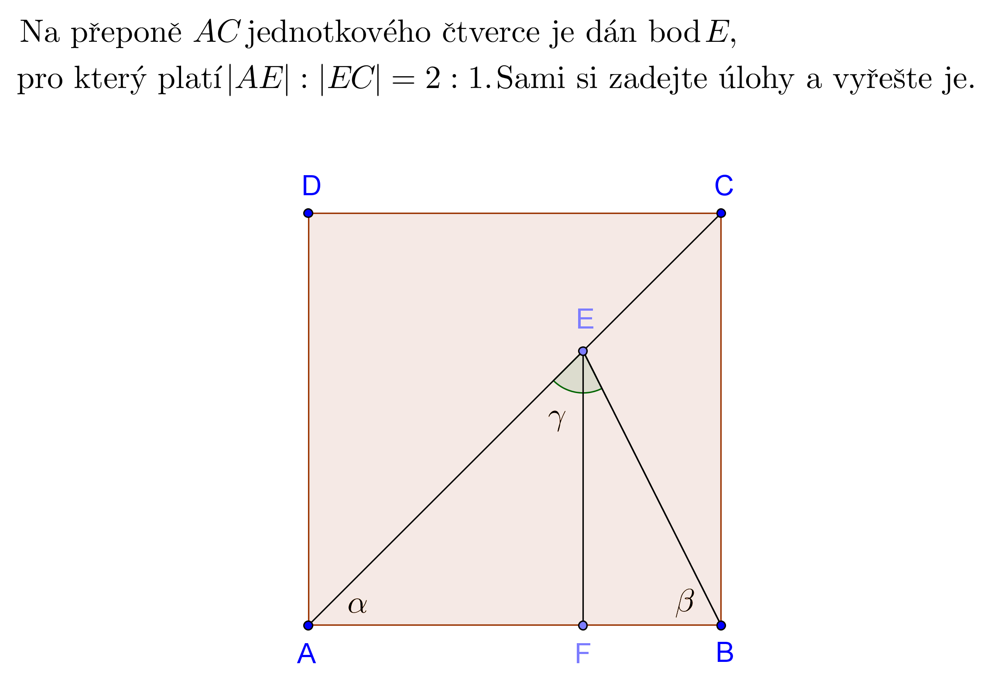 Na přeponě AC jednotkového čtverce je dán bod E,
pro který platí |AE| : |EC| = 2 : 1. Sami si zadejte úlohy a vyřešte je.
D C
E
γ
α β
A F B